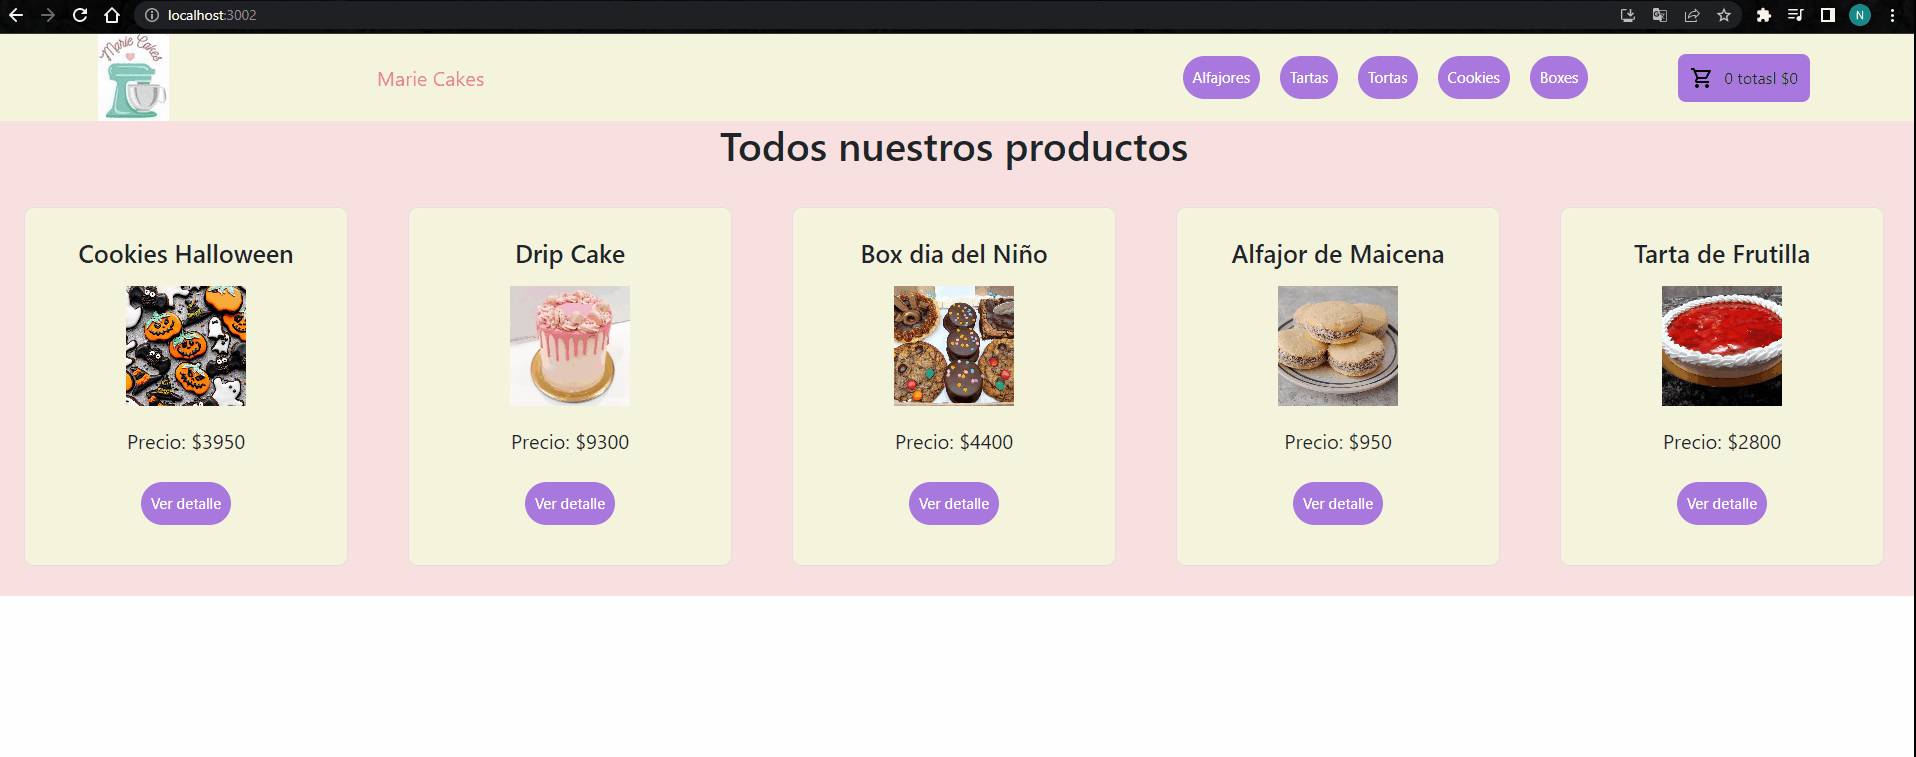 localhost:3002
N
Marie Cakes
Marie Cakes
Alfajores
Tartas
Tortas
Cookies
Boxes
0 totasl $0
Todos nuestros productos
Cookies Halloween
Drip Cake
Box dia del Niño
Alfajor de Maicena
Tarta de Frutilla
Precio: $3950
Precio: $9300
Precio: $4400
Precio: $950
Precio: $2800
Ver detalle
Ver detalle
Ver detalle
Ver detalle
Ver detalle